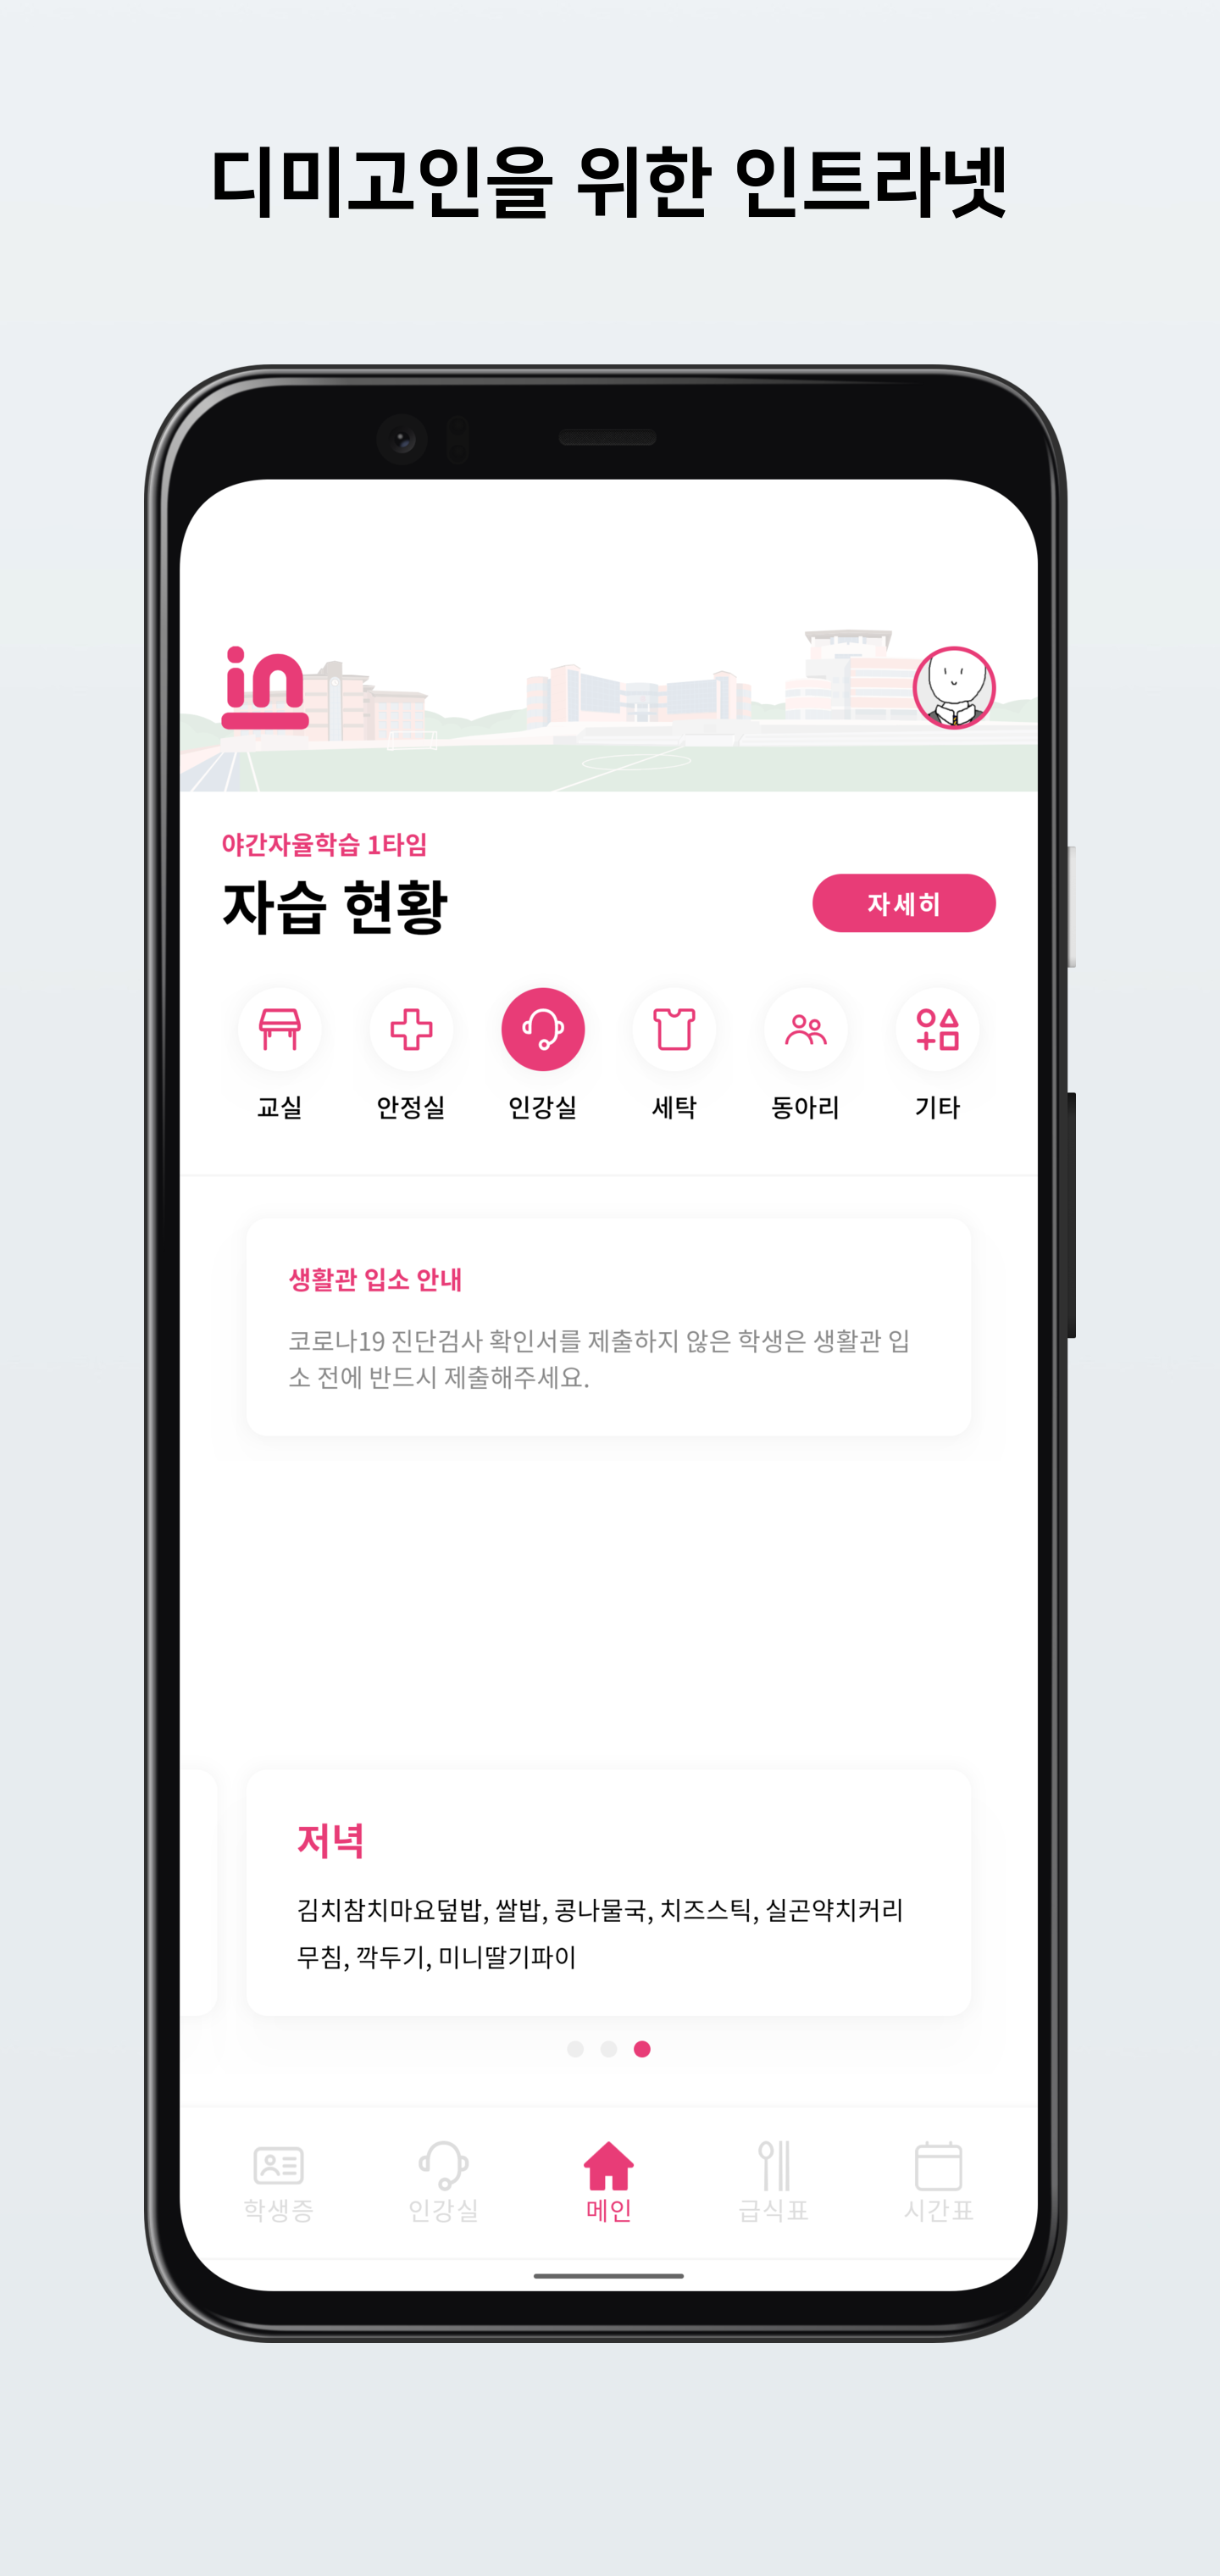 디미고인을 위한 인트라넷
in
야간자율학습 1타임
자습 현황
자세히
교실 안정실 인강실 세탁 동아리 기타
생활관 입소 안내
코로나19 진단검사 확인서를 제출하지 않은 학생은 생활관 입
소 전에 반드시 제출해주세요.
저녁
김치참치마요덮밥, 쌀밥, 콩나물국, 치즈스틱, 실곤약치커리
무침, 깍두기, 미니딸기파이
학생증 인강실 메인 급식표 시간표